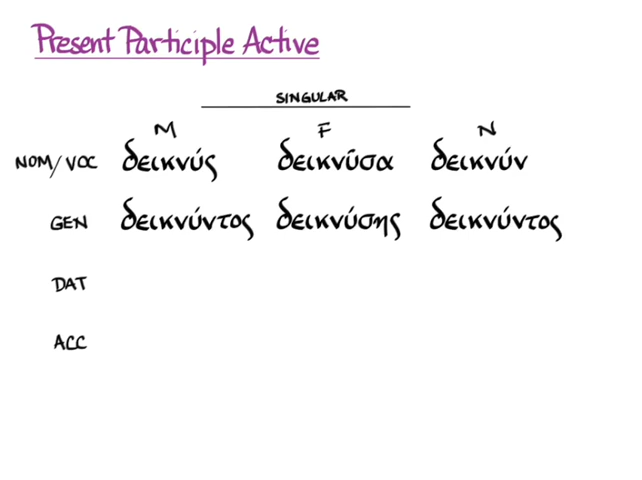 Present Participle Active
SINGULAR
M F N
NOM/VOC δεικνύς δεικνῦσα δεικνύν
GEN δεικνύντος δεικνύσης δεικνύντος
DAT
ACC